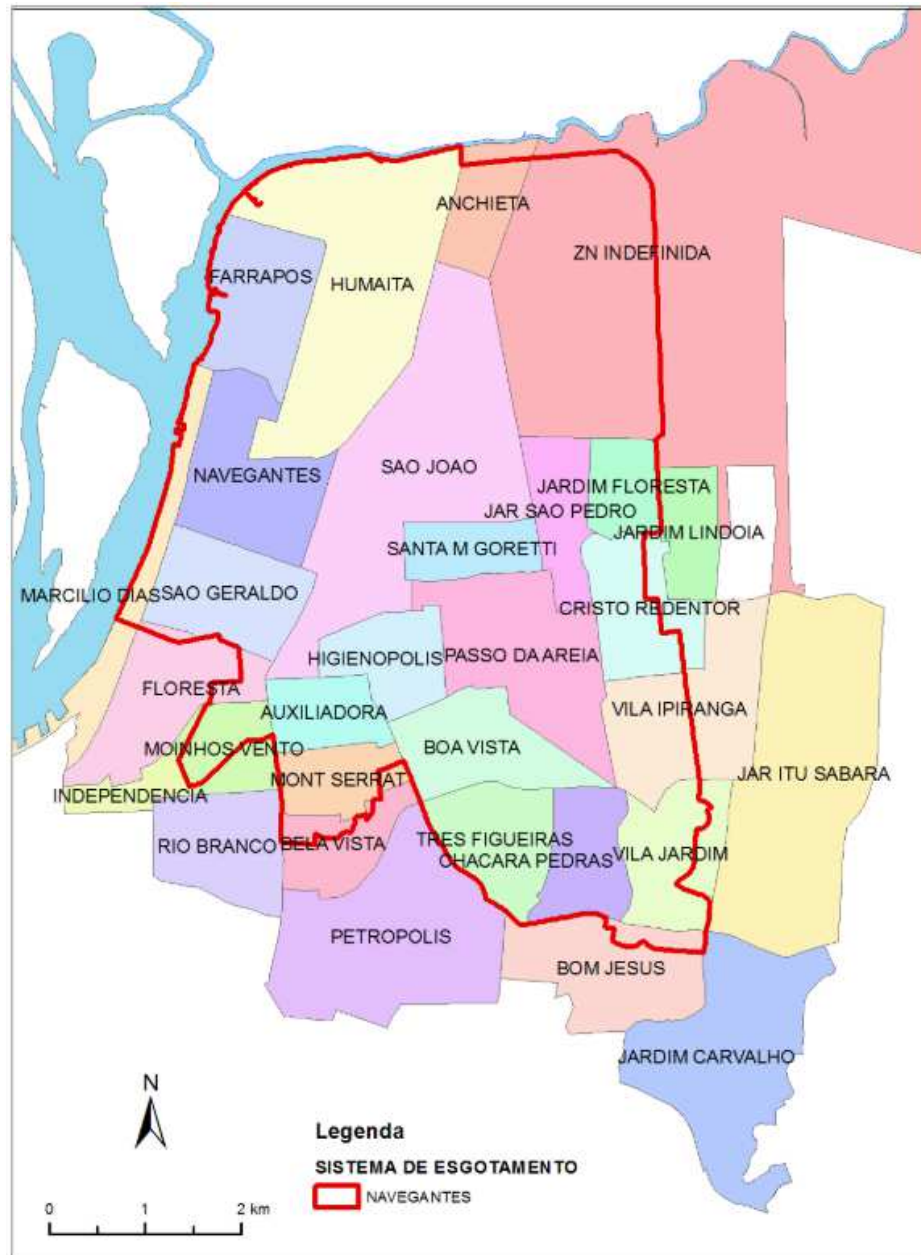 ANCHIETA
ZN INDEFINIDA
FARRAPOS
HUMAITA
SAO JOAO
NAVEGANTES
JARDIM FLORESTA
JAR SAO PEDRO
JARDIM LINDOIA
SANTA M GORETTI
MARCILIO DIAS
SAO GERALDO
CRISTO REDENTOR
HIGIENOPOLIS
PASSO DA AREIA
FLORESTA
AUXILIADORA
VILA IPIRANGA
MOINHOS VENTO
BOA VISTA
MONT SERRAT
JAR ITU SABARA
INDEPENDENCIA
RIO BRANCO
BELA VISTA
TRES FIGUEIRAS
CHACARA PEDRAS
VILA JARDIM
PETROPOLIS
BOM JESUS
JARDIM CARVALHO
N
Legenda
SISTEMA DE ESGOTAMENTO
NAVEGANTES
0 1 2 km